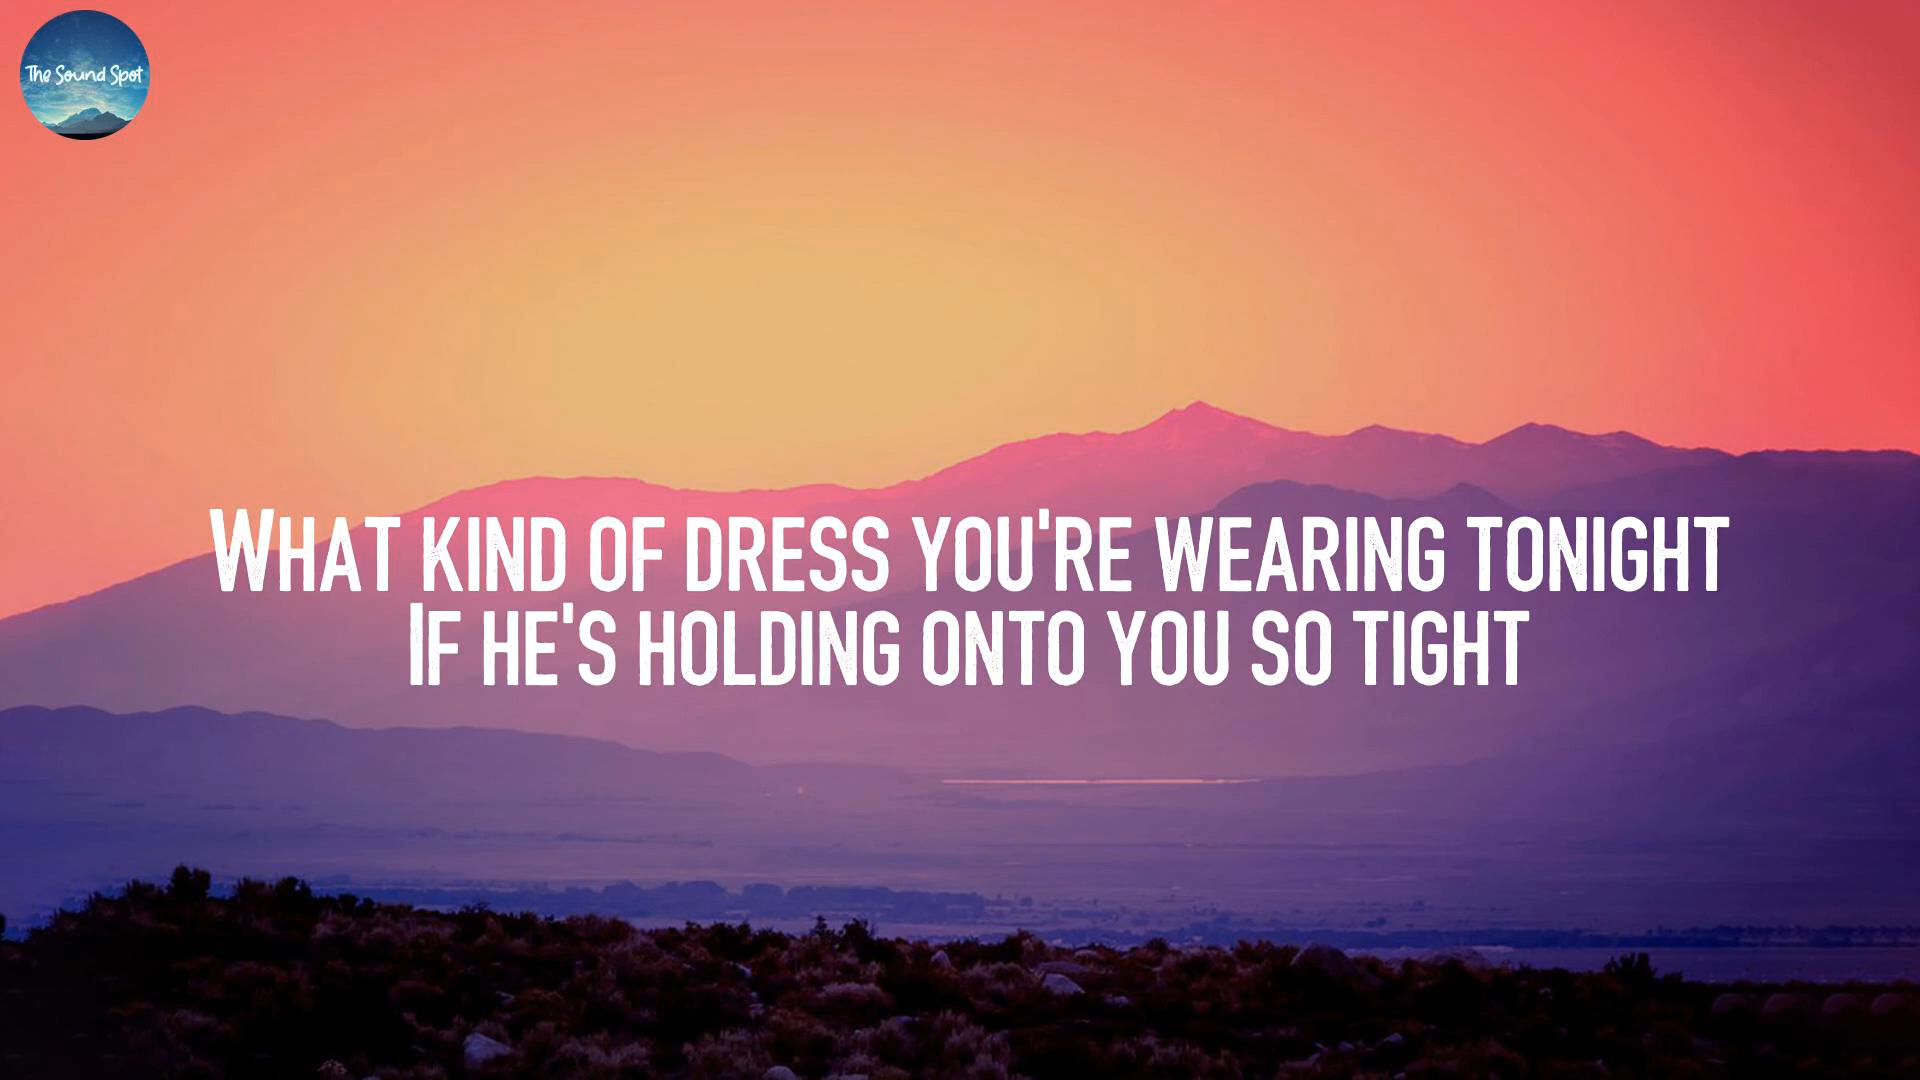 The Sound Spot
What kind of dress you're wearing tonight
If he's holding onto you so tight